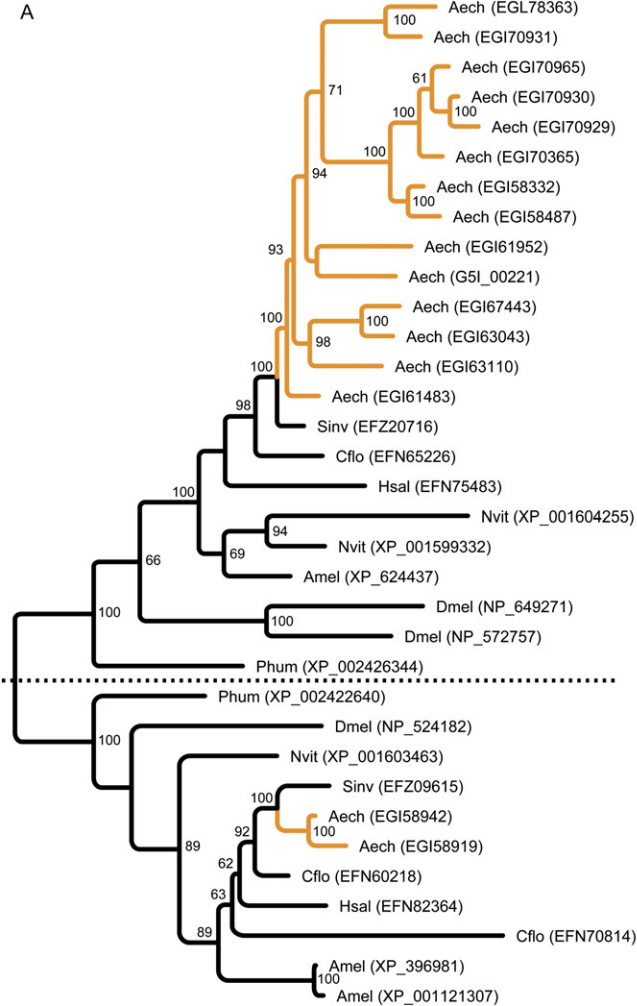 A
Aech (EGL78363)
100
Aech (EGI70931)
Aech (EGI70965)
61
71
Aech (EGI70930)
100
100
Aech (EGI70929)
100
Aech (EGI70365)
94
Aech (EGI58332)
100
Aech (EGI58487)
93
Aech (EGI61952)
Aech (G5I_00221)
Aech (EGI67443)
100
100
Aech (EGI63043)
98
100
Aech (EGI63110)
Aech (EGI61483)
98
Sinv (EFZ20716)
Cflo (EFN65226)
100
Hsal (EFN75483)
Nvit (XP_001604255)
94
Nvit (XP_001599332)
69
66
Amel (XP_624437)
Dmel (NP_649271)
100
100
Dmel (NP_572757)
Phum (XP_002426344)
Phum (XP_002422640)
100
Dmel (NP_524182)
Nvit (XP_001603463)
Sinv (EFZ09615)
100
Aech (EGI58942)
100
92
Aech (EGI58919)
89
62
Cflo (EFN60218)
63
Hsal (EFN82364)
89
Cflo (EFN70814)
Amel (XP_396981)
100
Amel (XP_001121307)